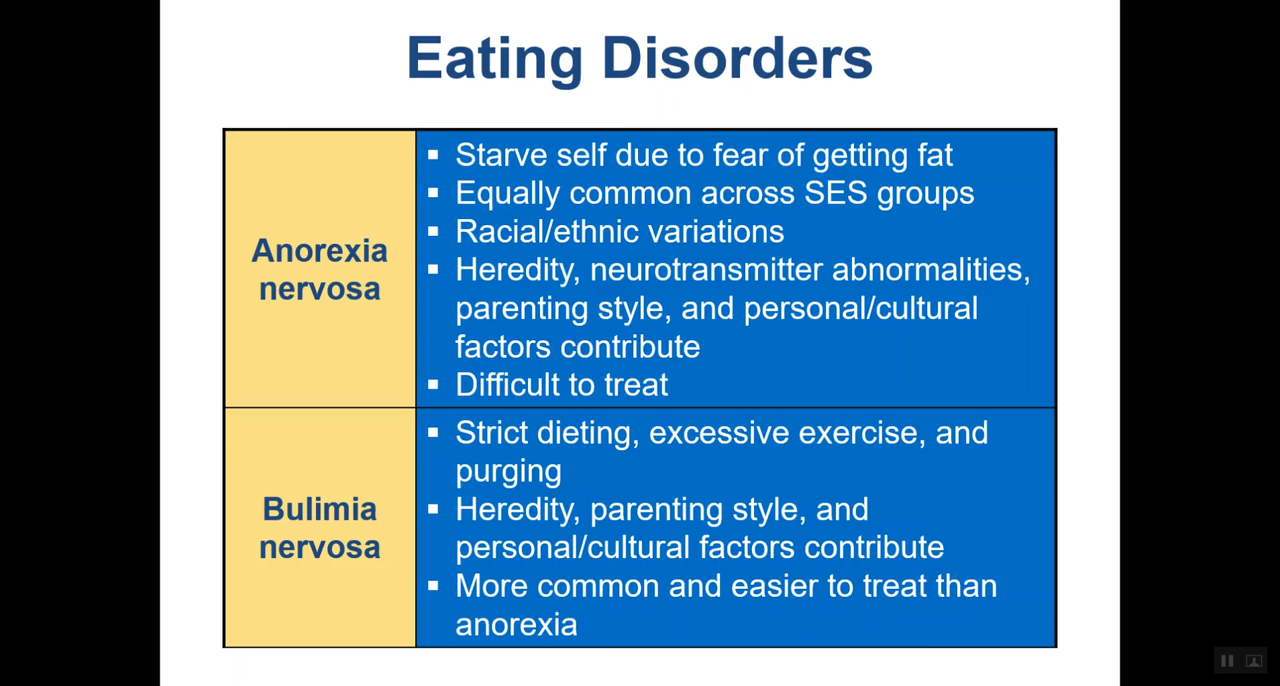 Eating Disorders
Anorexia
nervosa
▪ Starve self due to fear of getting fat
▪ Equally common across SES groups
▪ Racial/ethnic variations
▪ Heredity, neurotransmitter abnormalities,
parenting style, and personal/cultural
factors contribute
▪ Difficult to treat
Bulimia
nervosa
▪ Strict dieting, excessive exercise, and
purging
▪ Heredity, parenting style, and
personal/cultural factors contribute
▪ More common and easier to treat than
anorexia